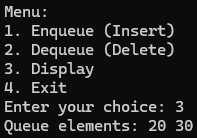 Menu:
1. Enqueue (Insert)
2. Dequeue (Delete)
3. Display
4. Exit
Enter your choice: 3
Queue elements: 20 30